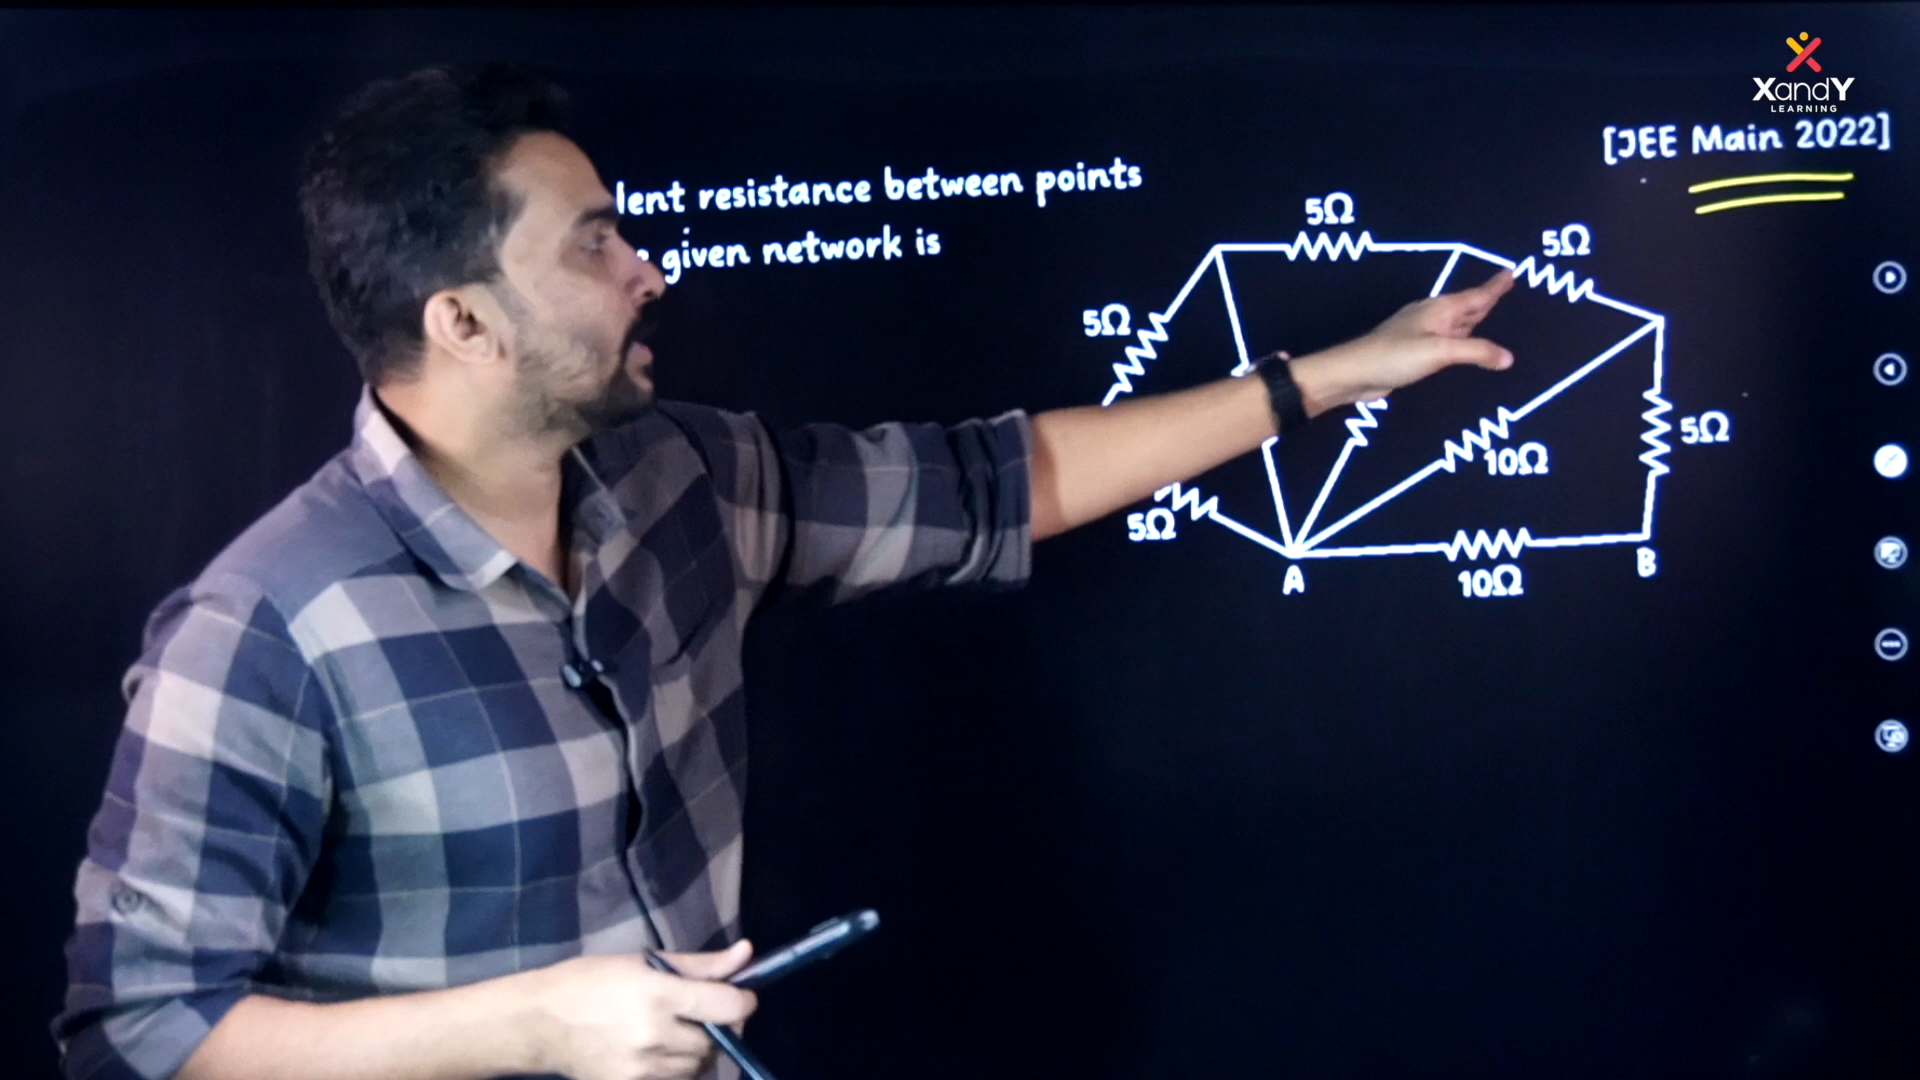 XandY
LEARNING
[JEE Main 2022]
lent resistance between points
given network is
5Ω
5Ω
5Ω
5Ω
10Ω
5Ω
A
10Ω
B